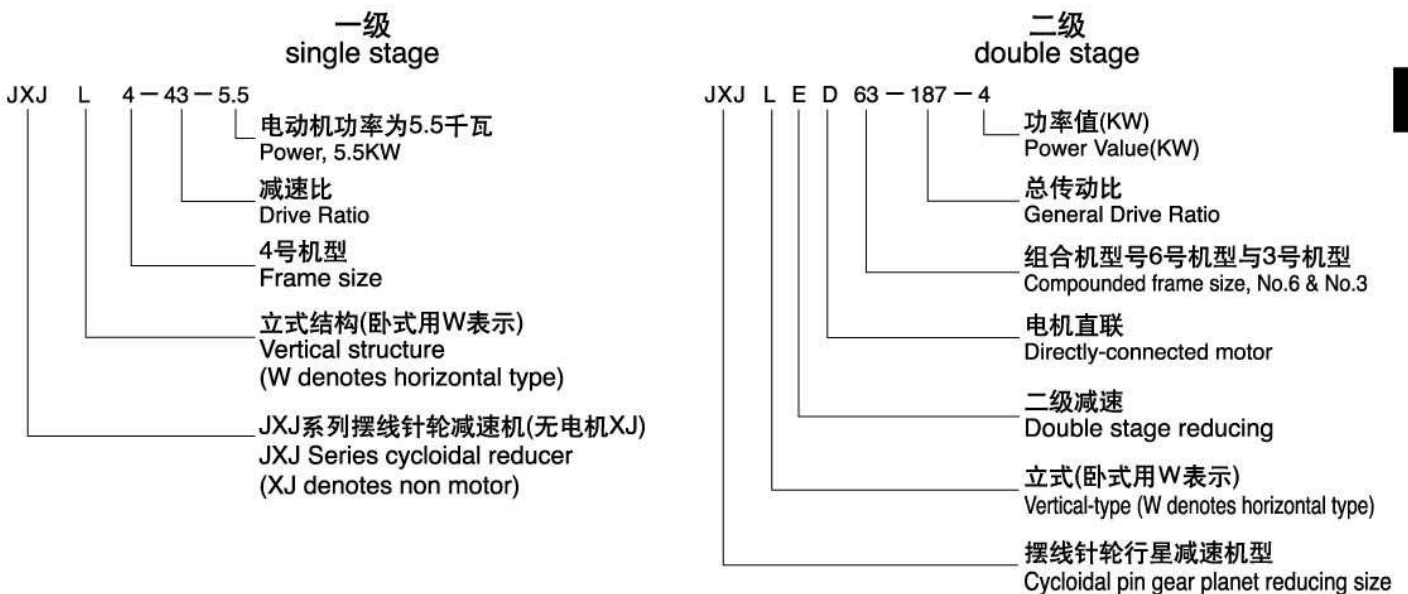 一级
single stage
JXJ L 4－43－5.5
电动机功率为5.5千瓦
Power, 5.5KW
减速比
Drive Ratio
4号机型
Frame size
立式结构(卧式用W表示)
Vertical structure
(W denotes horizontal type)
JXJ系列摆线针轮减速机(无电机XJ)
JXJ Series cycloidal reducer
(XJ denotes non motor)
二级
double stage
JXJ L E D 63－187－4
功率值(KW)
Power Value(KW)
总传动比
General Drive Ratio
组合机型号6号机型与3号机型
Compounded frame size, No.6 & No.3
电机直联
Directly-connected motor
二级减速
Double stage reducing
立式(卧式用W表示)
Vertical-type (W denotes horizontal type)
摆线针轮行星减速机型
Cycloidal pin gear planet reducing size